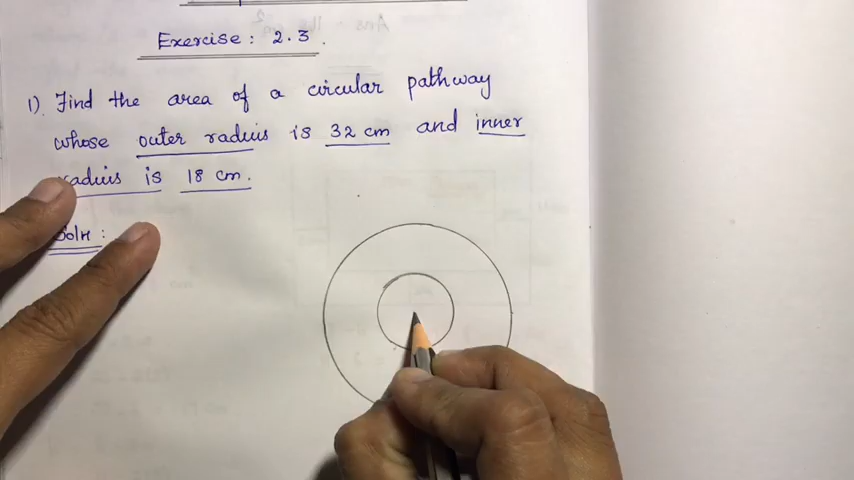 Exercise: 2.3.
1). Find the area of a circular pathway
whose outer radius is 32 cm and inner
radius is 18 cm.
Soln: